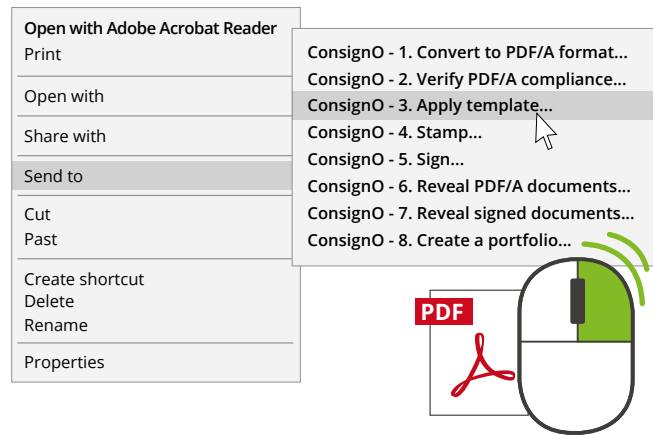 Open with Adobe Acrobat Reader
Print
Open with
Share with
Send to
Cut
Past
Create shortcut
Delete
Rename
Properties
ConsignO - 1. Convert to PDF/A format...
ConsignO - 2. Verify PDF/A compliance...
ConsignO - 3. Apply template...
ConsignO - 4. Stamp...
ConsignO - 5. Sign...
ConsignO - 6. Reveal PDF/A documents...
ConsignO - 7. Reveal signed documents...
ConsignO - 8. Create a portfolio...
PDF